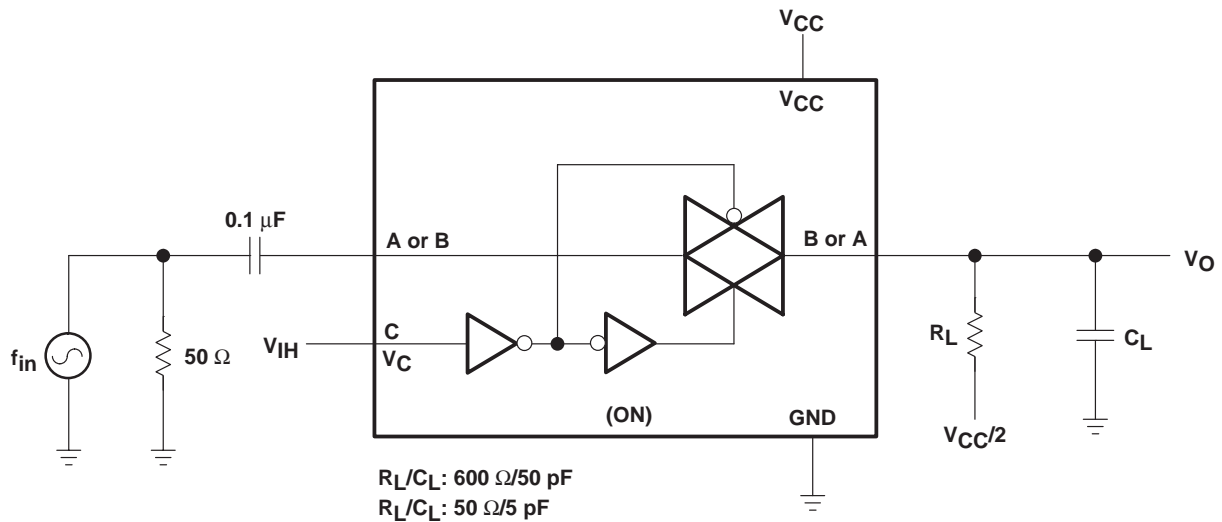 VCC
VCC
0.1 μF
A or B
B or A
VO
fin
50 Ω
VIH
C
VC
RL
CL
(ON)
GND
VCC/2
RL/CL: 600 Ω/50 pF
RL/CL: 50 Ω/5 pF